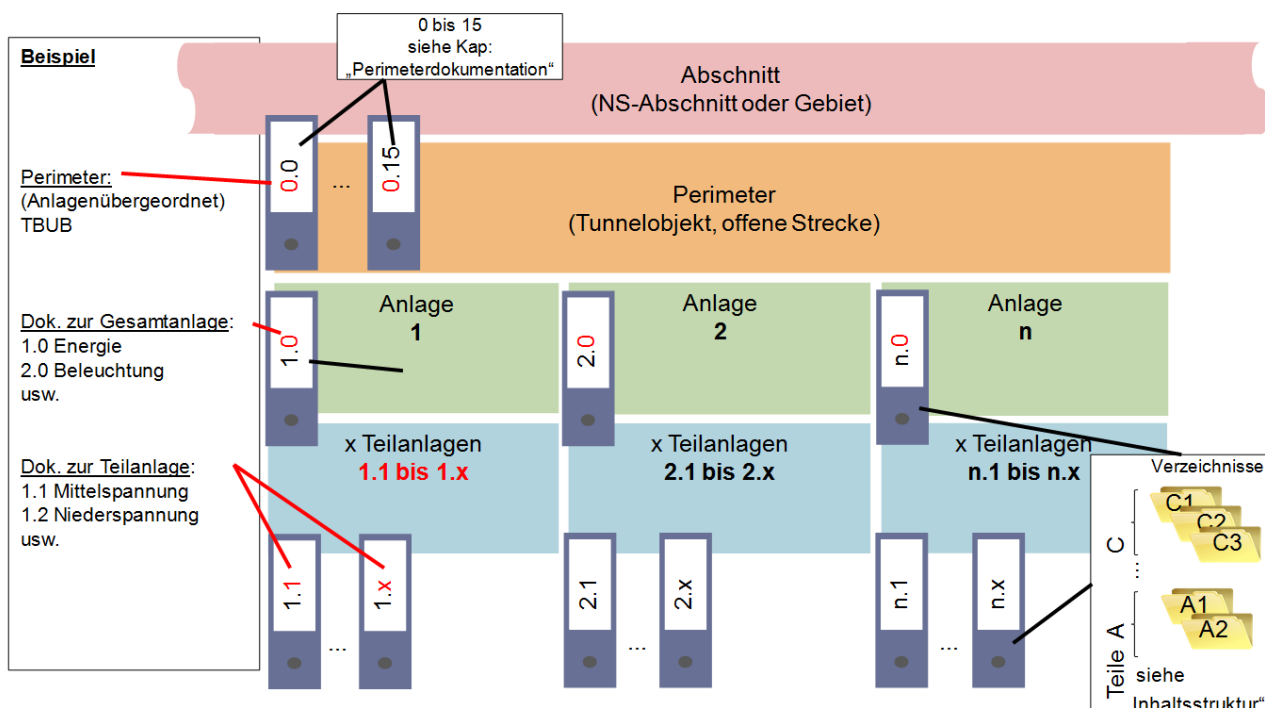 0 bis 15
siehe Kap:
„Perimeterdokumentation“
Beispiel
Abschnitt
(NS-Abschnitt oder Gebiet)
Perimeter:
(Anlagenübergeordnet)
TBUB
0.0
...
0.15
Perimeter
(Tunnelobjekt, offene Strecke)
Dok. zur Gesamtanlage:
1.0 Energie
2.0 Beleuchtung
usw.
1.0
Anlage
1
2.0
Anlage
2
n.0
Anlage
n
Dok. zur Teilanlage:
1.1 Mittelspannung
1.2 Niederspannung
usw.
x Teilanlagen
1.1 bis 1.x
x Teilanlagen
2.1 bis 2.x
x Teilanlagen
n.1 bis n.x
1.1
...
1.x
2.1
...
2.x
n.1
...
n.x
Verzeichnisse
C1
C2
C3
C
...
A1
A2
Teile A
siehe
Inhaltsstruktur“